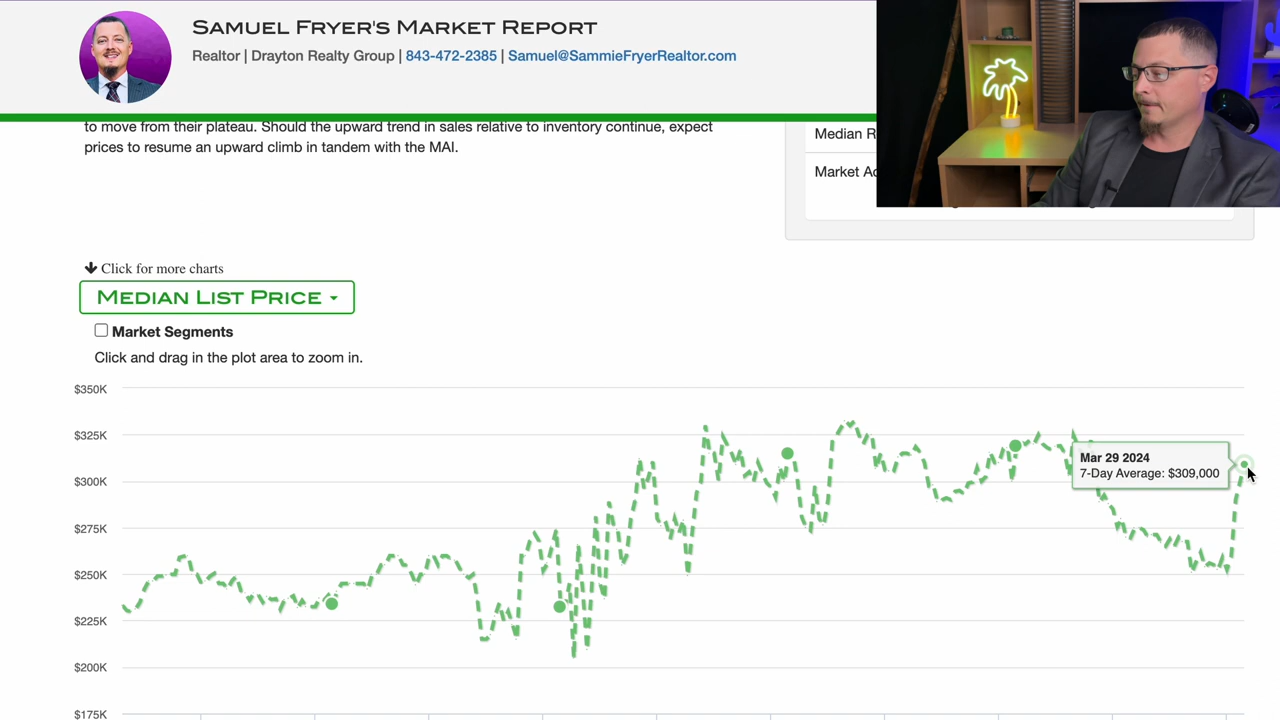 SAMUEL FRYER'S MARKET REPORT
Realtor | Drayton Realty Group | 843-472-2385 | Samuel@SammieFryerRealtor.com
to move from their plateau. Should the upward trend in sales relative to inventory continue, expect
prices to resume an upward climb in tandem with the MAI.
Median R
Market Ac
Click for more charts
MEDIAN LIST PRICE
Market Segments
Click and drag in the plot area to zoom in.
$350K
$325K
$300K
$275K
$250K
$225K
$200K
$175K
Mar 29 2024
7-Day Average: $309,000